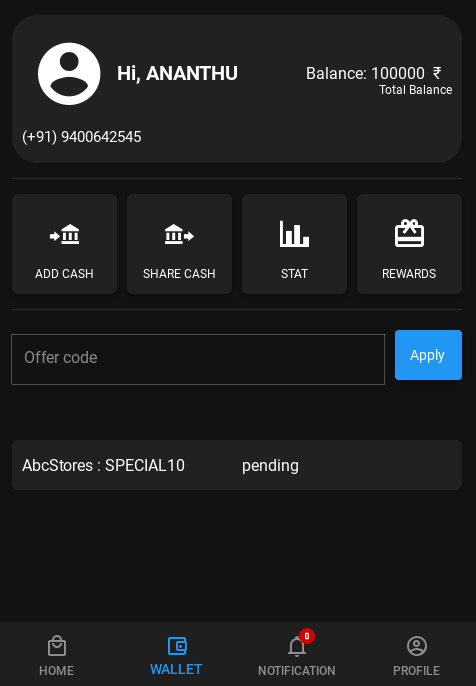 Hi, ANANTHU
Balance: 100000 ₹
Total Balance
(+91) 9400642545
ADD CASH
SHARE CASH
STAT
REWARDS
Offer code
Apply
AbcStores : SPECIAL10 pending
0
HOME
WALLET
NOTIFICATION
PROFILE